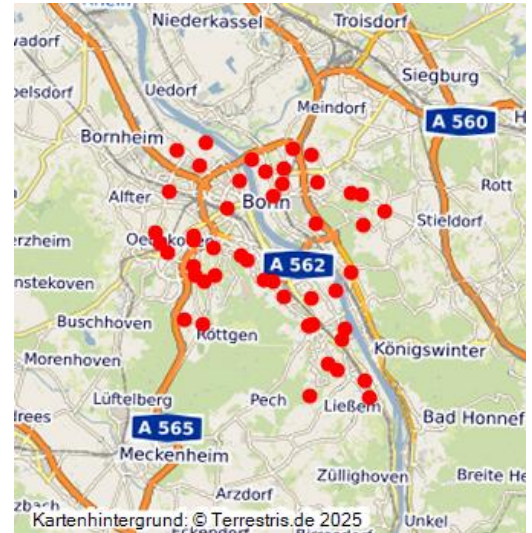 Rhein
Niederkassel
Troisdorf
Siegburg
Uedorf
Meindorf
A 560
Bornheim
Rott
Alfter
Bonn
Stieldorf
A 562
Buschhoven
Röttgen
Königswinter
Morenhoven
Lüftelberg
Pech
Ließem
Bad Honnef
A 565
Meckenheim
Züllighoven
Breite He
Arzdorf
Unkel
Kartenhintergrund: © Terrestris.de 2025